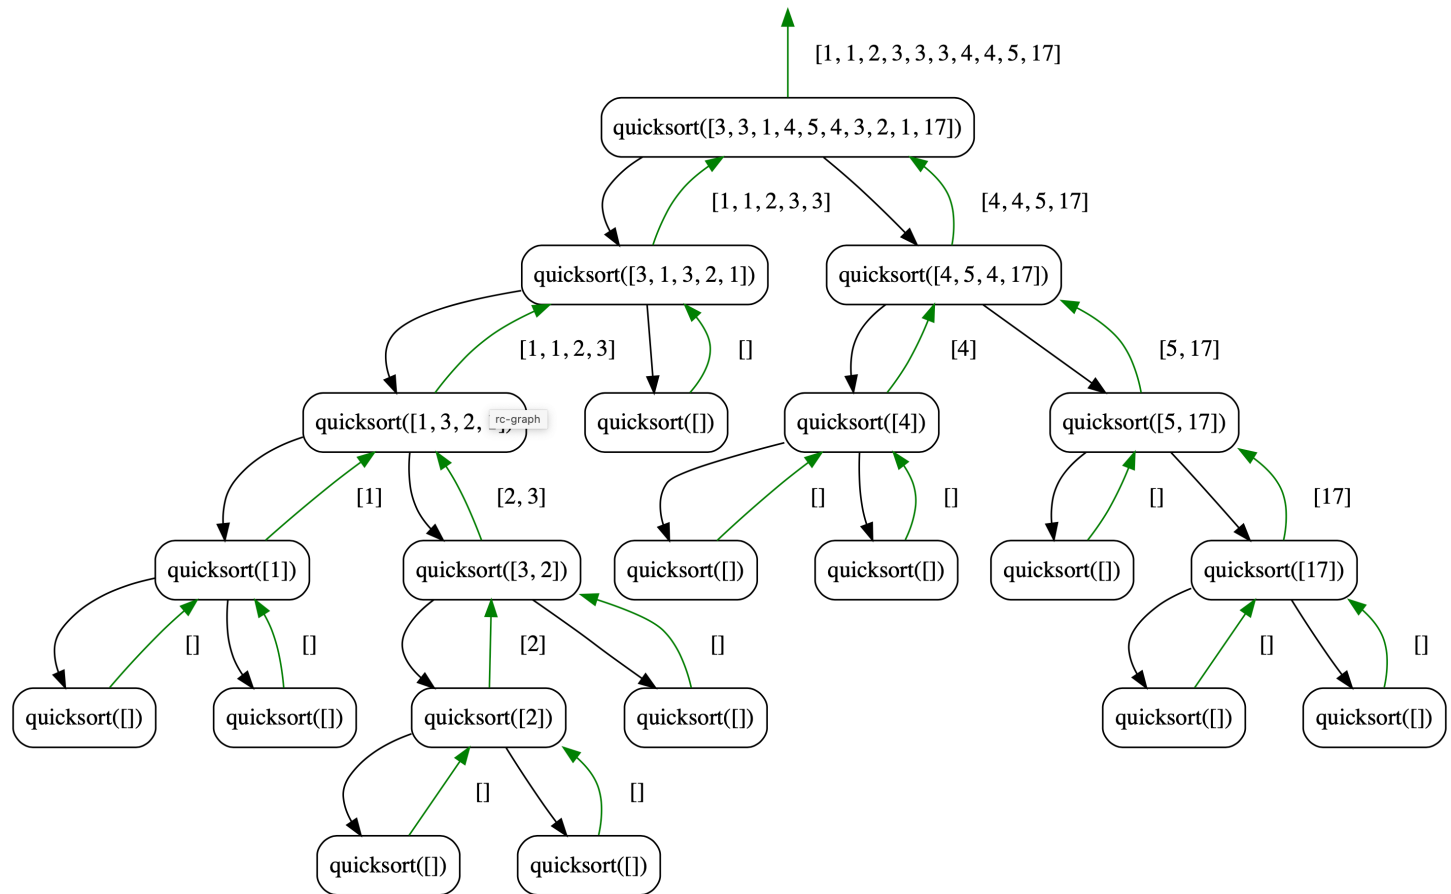 [1, 1, 2, 3, 3, 3, 4, 4, 5, 17]
quicksort([3, 3, 1, 4, 5, 4, 3, 2, 1, 17])
[1, 1, 2, 3, 3]
[4, 4, 5, 17]
quicksort([3, 1, 3, 2, 1])
quicksort([4, 5, 4, 17])
[1, 1, 2, 3]
[]
[4]
[5, 17]
quicksort([1, 3, 2,
rc-graph
quicksort([])
quicksort([4])
quicksort([5, 17])
[1]
[2, 3]
[]
[]
[]
[17]
quicksort([1])
quicksort([3, 2])
quicksort([])
quicksort([])
quicksort([])
quicksort([17])
[]
[]
[2]
[]
[]
[]
quicksort([])
quicksort([])
quicksort([2])
quicksort([])
quicksort([])
quicksort([])
[]
[]
quicksort([])
quicksort([])